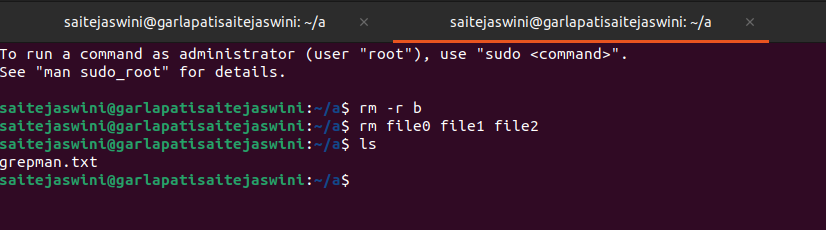 saitejaswini@garlapatisaitejaswini: ~/a × saitejaswini@garlapatisaitejaswini: ~/a ×
To run a command as administrator (user "root"), use "sudo <command>".
See "man sudo_root" for details.
saitejaswini@garlapatisaitejaswini:~/a$ rm -r b
saitejaswini@garlapatisaitejaswini:~/a$ rm file0 file1 file2
saitejaswini@garlapatisaitejaswini:~/a$ ls
grepman.txt
saitejaswini@garlapatisaitejaswini:~/a$